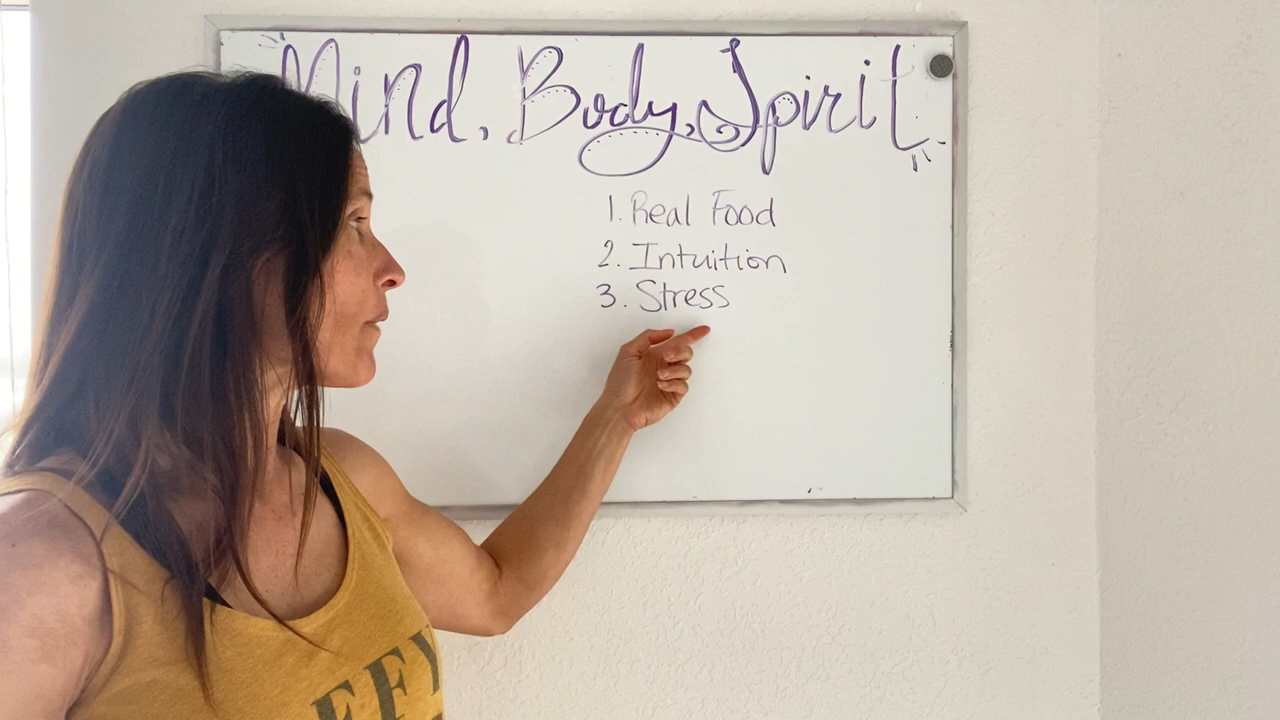 Mind, Body, Spirit
1. Real Food
2. Intuition
3. Stress